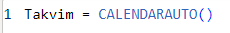 1 Takvim = CALENDARAUTO()